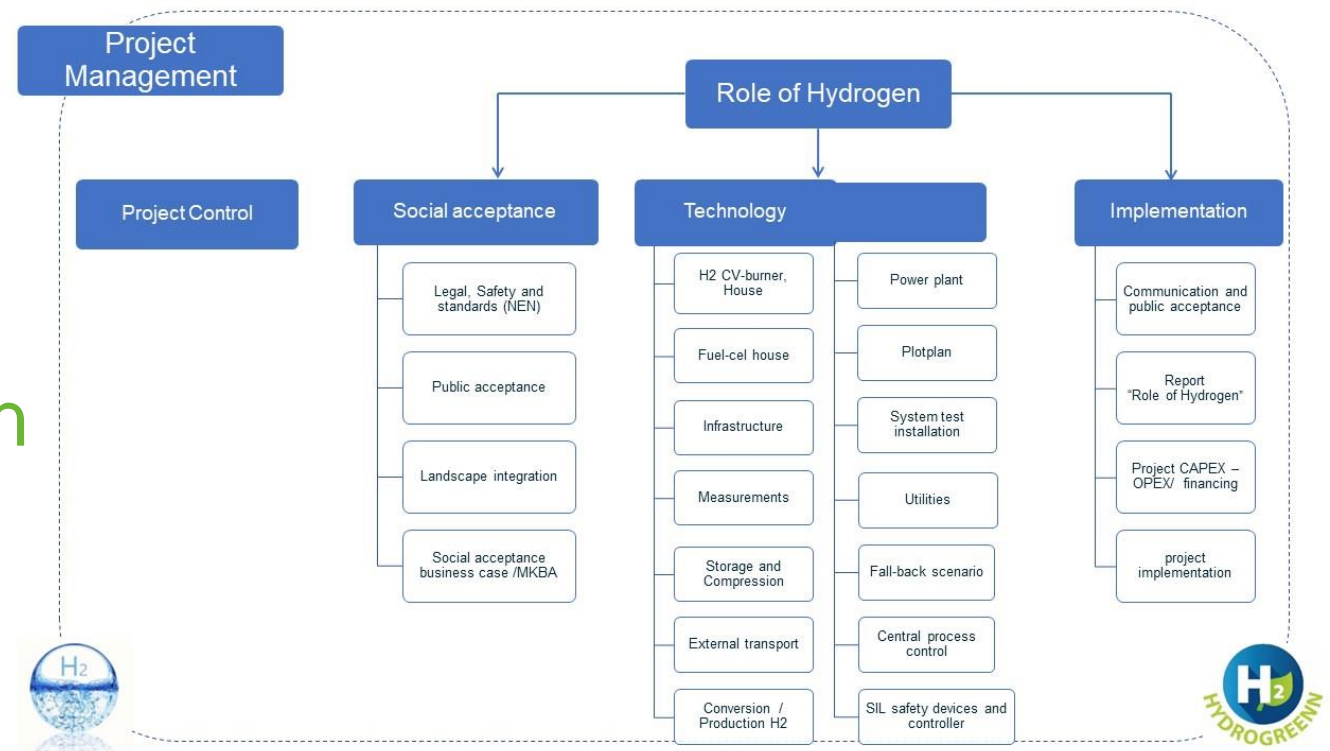 Project
Management
Role of Hydrogen
Project Control
Social acceptance
Technology
Implementation
Legal, Safety and
standards (NEN)
Public acceptance
Landscape integration
Social acceptance
business case /MKBA
H2 CV-burner,
House
Fuel-cel house
Infrastructure
Measurements
Storage and
Compression
External transport
Conversion /
Production H2
Power plant
Plotplan
System test
installation
Utilities
Fall-back scenario
Central process
control
SIL safety devices and
controller
Communication and
public acceptance
Report
"Role of Hydrogen"
Project CAPEX –
OPEX/ financing
project
implementation
n
H2
H2
HYDROGREENN